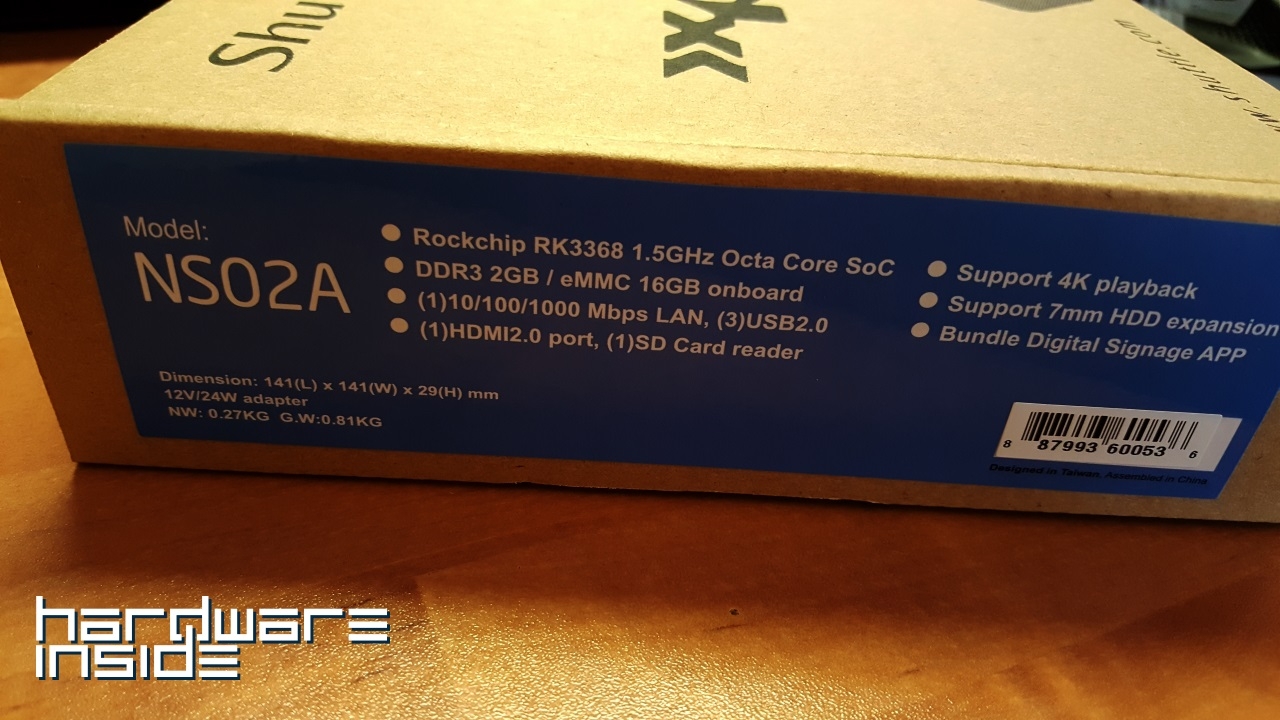 Shu
Model:
NS02A
Rockchip RK3368 1.5GHz Octa Core SoC
DDR3 2GB / eMMC 16GB onboard
(1)10/100/1000 Mbps LAN, (3)USB2.0
(1)HDMI2.0 port, (1)SD Card reader
Support 4K playback
Support 7mm HDD expansion
Bundle Digital Signage APP
Dimension: 141(L) x 141(W) x 29(H) mm
12V/24W adapter
NW: 0.27KG G.W:0.81KG
8 87993 60053 6
Designed in Taiwan. Assembled in China
hardware
inside